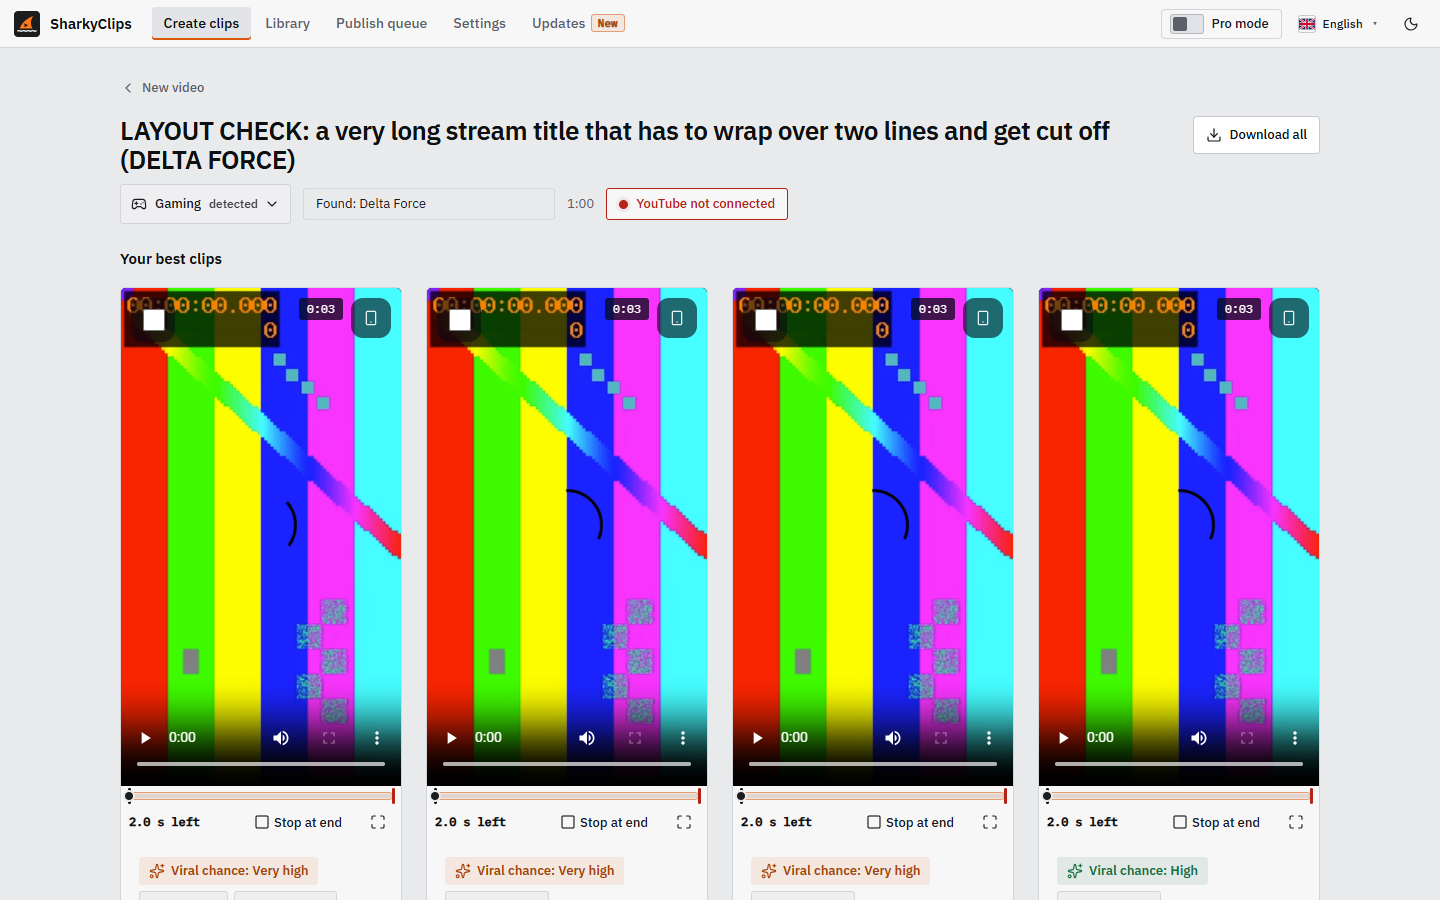 SharkyClips
Create clips
Library
Publish queue
Settings
Updates New
Pro mode
English
New video
LAYOUT CHECK: a very long stream title that has to wrap over two lines and get cut off
(DELTA FORCE)
Download all
Gaming detected
Found: Delta Force
1:00
YouTube not connected
Your best clips
00:00:00.000
0
0:03
00:00:00.000
0
0:03
00:00:00.000
0
0:03
00:00:00.000
0
0:03
0:00
0:00
0:00
0:00
2.0 s left
Stop at end
2.0 s left
Stop at end
2.0 s left
Stop at end
2.0 s left
Stop at end
Viral chance: Very high
Viral chance: Very high
Viral chance: Very high
Viral chance: High